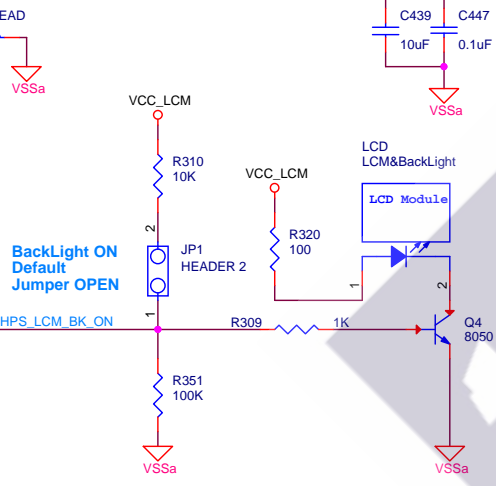 EAD
VSSa
C439
10uF
C447
0.1uF
VSSa
VCC_LCM
R310
10K
VCC_LCM
R320
100
LCD
LCM&BackLight
LCD Module
1
2
2
JP1
HEADER 2
1
BackLight ON
Default
Jumper OPEN
HPS_LCM_BK_ON
R309
1K
Q4
8050
R351
100K
VSSa
VSSa